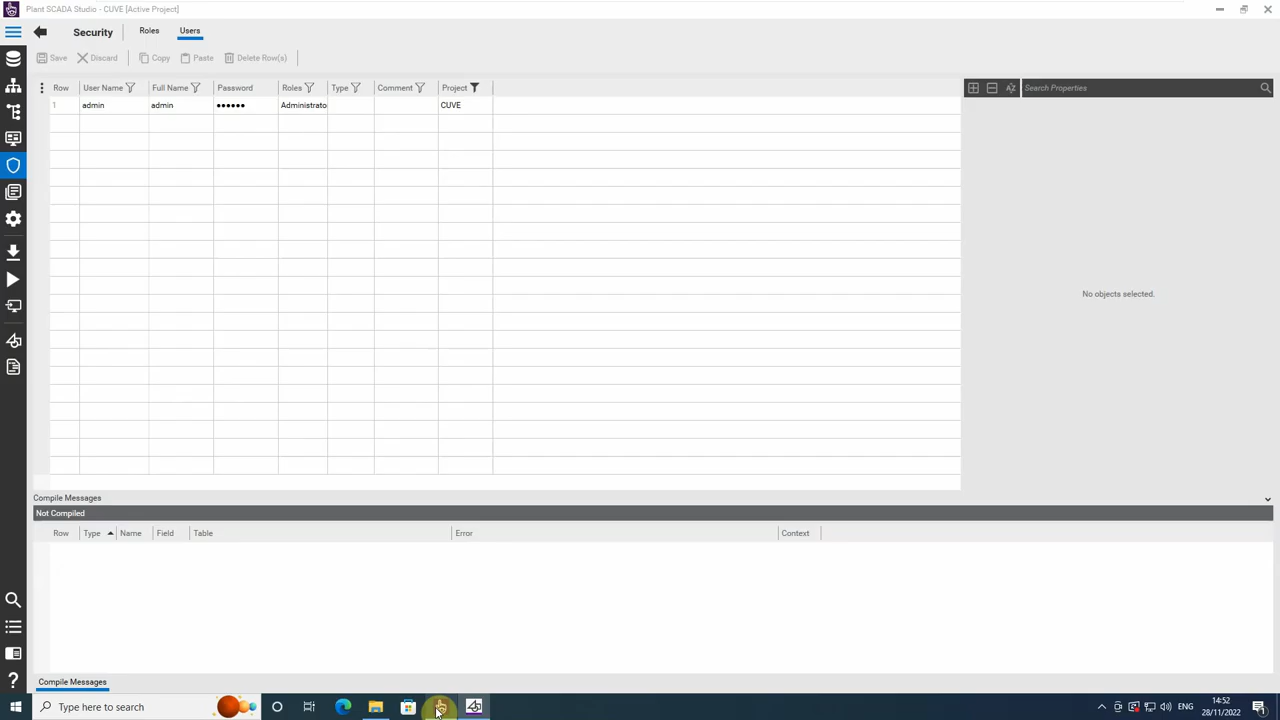 Plant SCADA Studio - CUVE [Active Project]
Security Roles Users
Save Discard Copy Paste Delete Row(s)
Row User Name Full Name Password Roles Type Comment Project
1 admin admin ●●●●●● Administrato CUVE
Search Properties
No objects selected.
Compile Messages
Not Compiled
Row Type Name Field Table Error Context
Compile Messages
Type here to search
ENG
14:52
28/11/2022
1